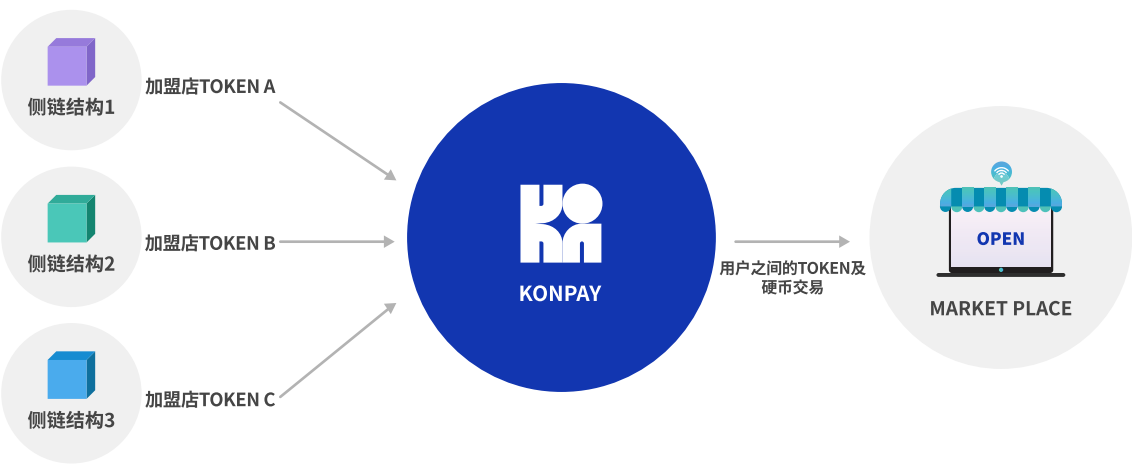 侧链结构1
加盟店TOKEN A
侧链结构2
加盟店TOKEN B
侧链结构3
加盟店TOKEN C
KONPAY
用户之间的TOKEN及
硬币交易
OPEN
MARKET PLACE